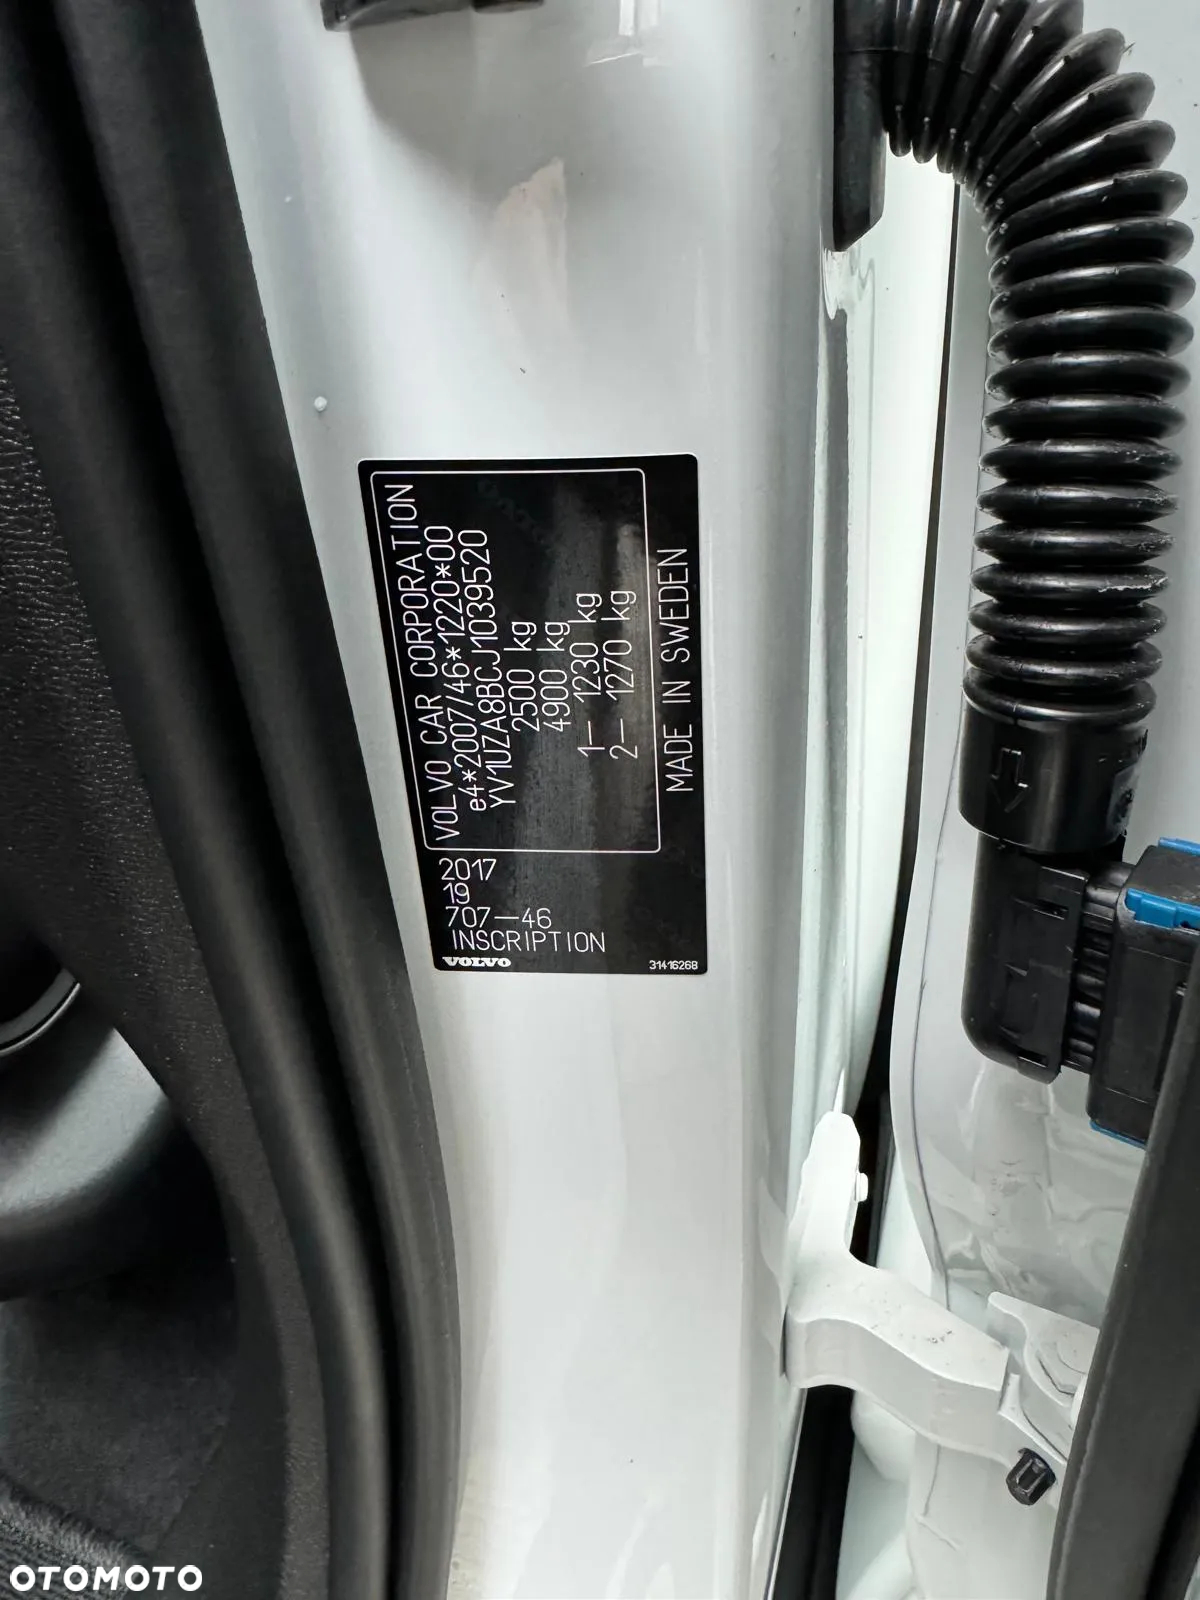 VOLVO CAR CORPORATION
e4*2007/46*1220*00
YV1UZA8BCJ1039520
2500 kg
4900 kg
1— 1230 kg
2— 1270 kg
MADE IN SWEDEN
2017
19
707—46
INSCRIPTION
VOLVO
31416268
OTOMOTO